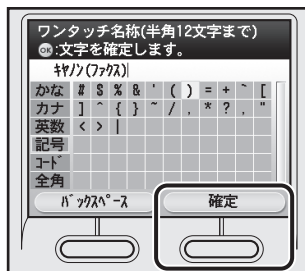 ワンタッチ名称(半角12文字まで)
OK:文字を確定します。
ｷﾔﾉﾝ(ﾌｧｸｽ)
かな # $ % & ' ( ) = + ` [
カナ ] ^ { } ~ / . * ? , "
英数 < > |
記号
ｺｰﾄﾞ
全角
ﾊﾞｯｸｽﾍﾟｰｽ 確定